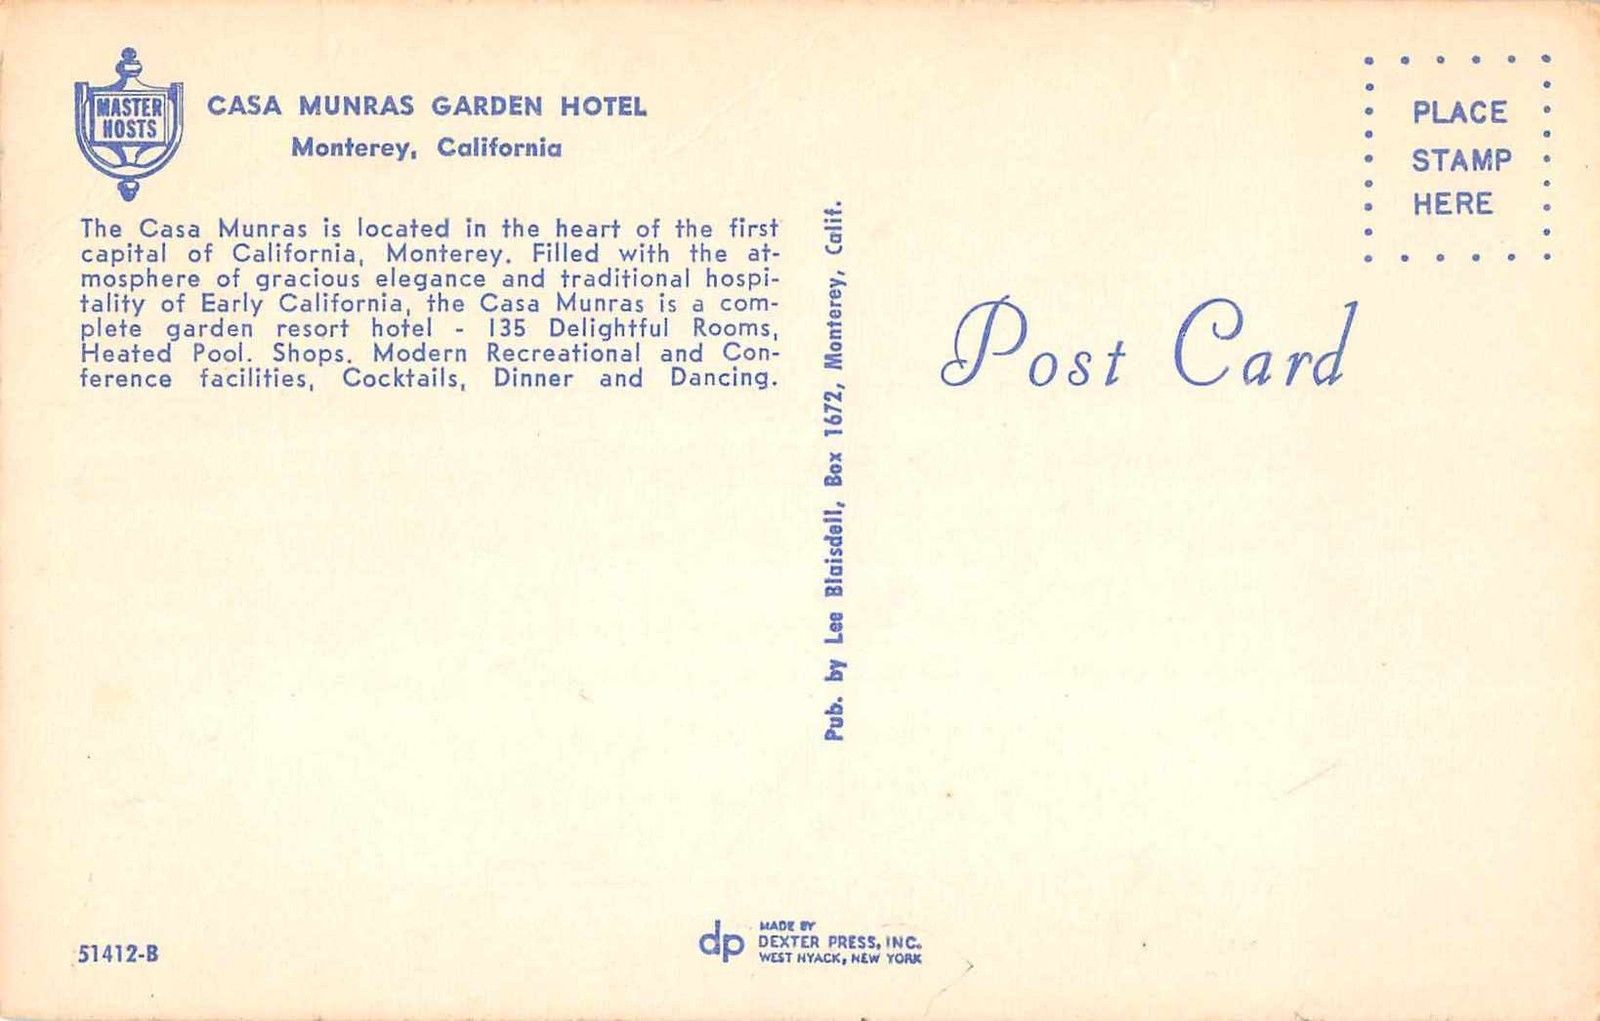 MASTER
HOSTS
CASA MUNRAS GARDEN HOTEL
Monterey, California
The Casa Munras is located in the heart of the first
capital of California, Monterey. Filled with the at-
mosphere of gracious elegance and traditional hospi-
tality of Early California, the Casa Munras is a com-
plete garden resort hotel - 135 Delightful Rooms,
Heated Pool. Shops. Modern Recreational and Con-
ference facilities, Cocktails, Dinner and Dancing.
51412-B
Pub. by Lee Blaisdell, Box 1672, Monterey, Calif.
dp
MADE BY
DEXTER PRESS, INC.
WEST NYACK, NEW YORK
PLACE
STAMP
HERE
Post Card